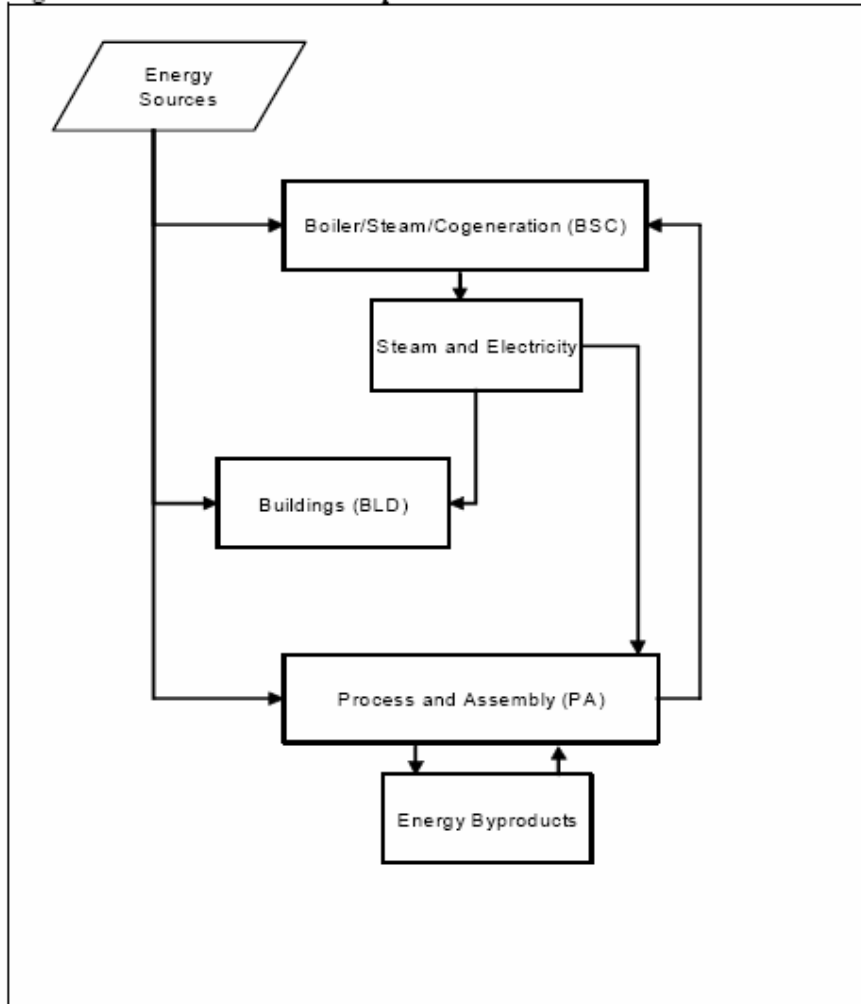 Energy
Sources
Boiler/Steam/Cogeneration (BSC)
Steam and Electricity
Buildings (BLD)
Process and Assembly (PA)
Energy Byproducts